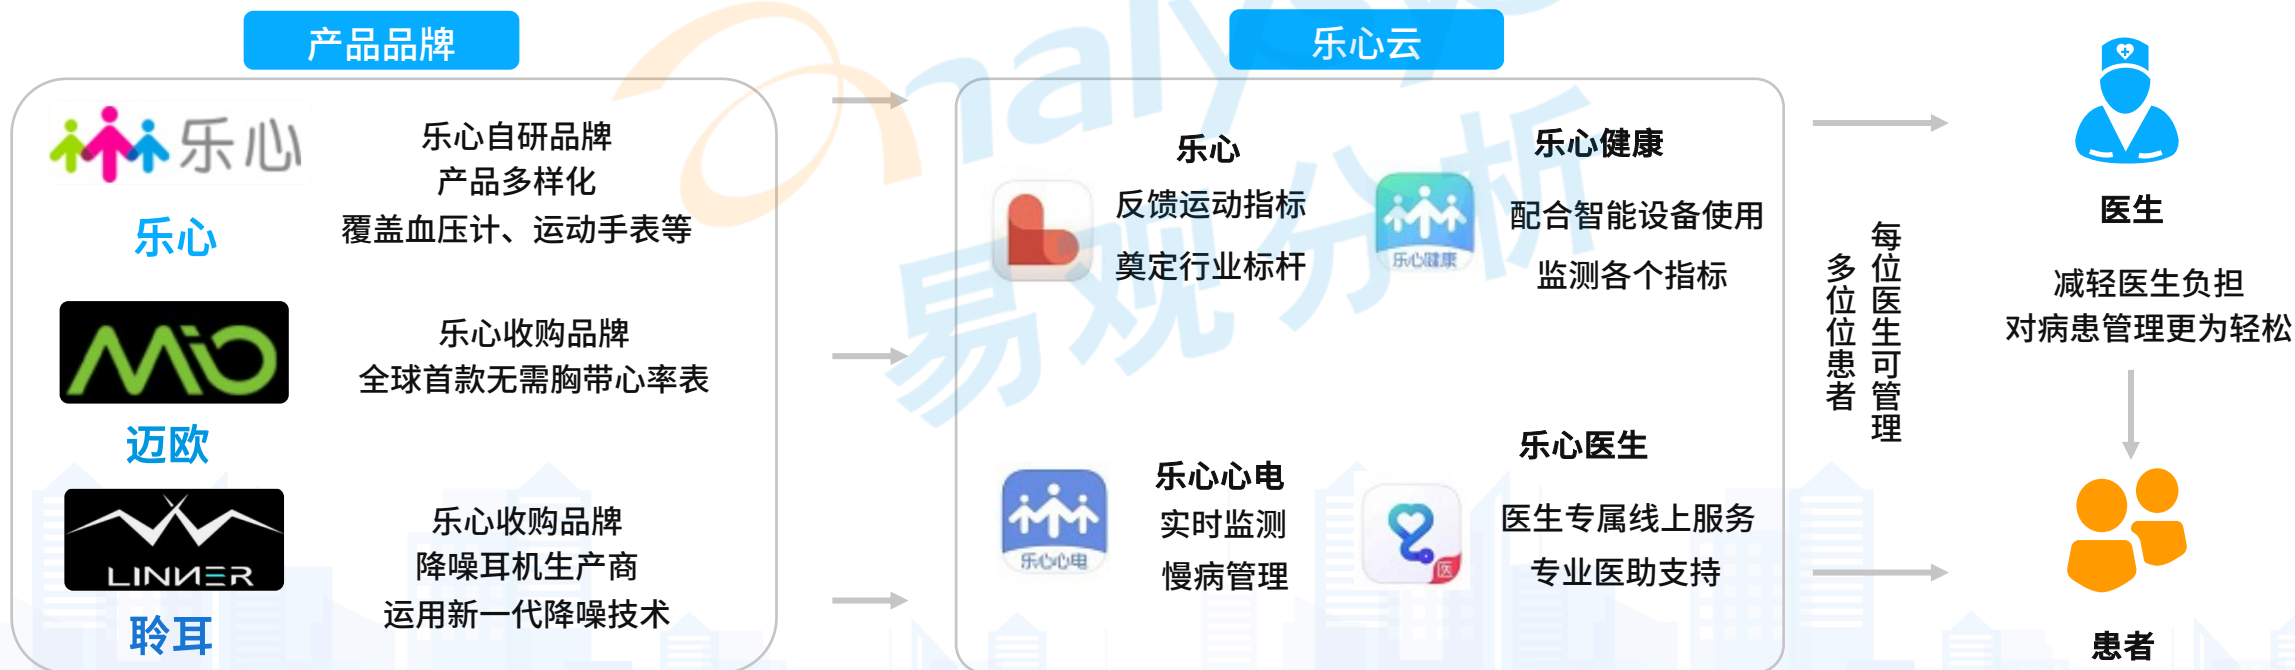 产品品牌
乐心
乐心
乐心自研品牌
产品多样化
覆盖血压计、运动手表等
MiO
迈欧
乐心收购品牌
全球首款无需胸带心率表
LINNER
聆耳
乐心收购品牌
降噪耳机生产商
运用新一代降噪技术
乐心云
乐心
反馈运动指标
奠定行业标杆
乐心健康
乐心健康
配合智能设备使用
监测各个指标
乐心心电
乐心心电
实时监测
慢病管理
乐心医生
医
医生专属线上服务
专业医助支持
每位医生可管理
多位位患者
医生
减轻医生负担
对病患管理更为轻松
患者
nalys
易观分析